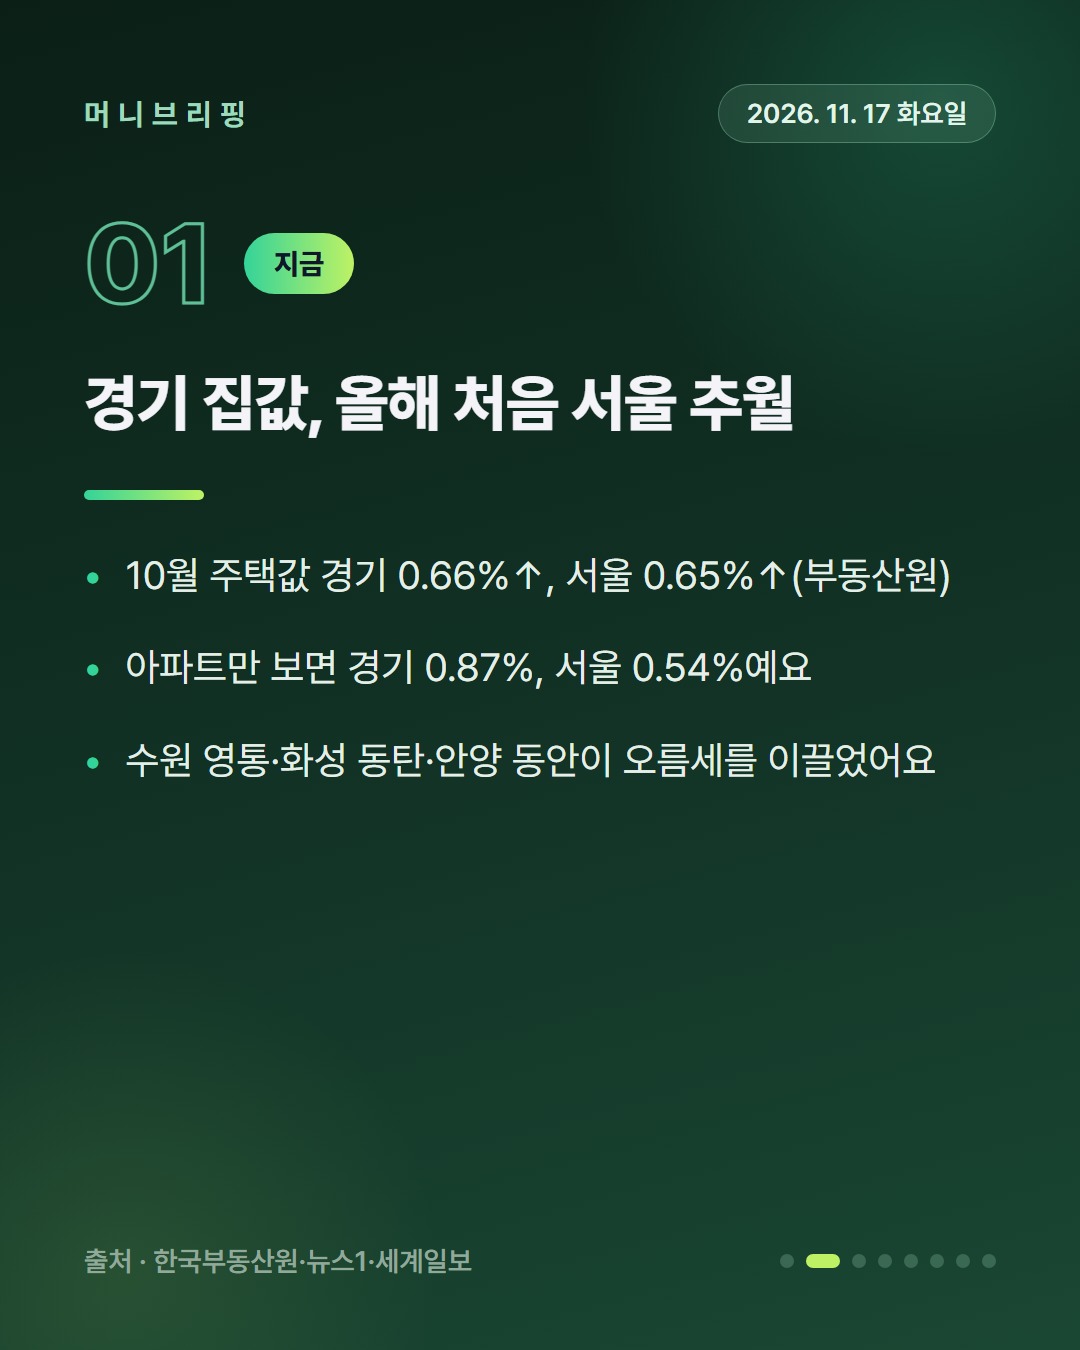 머니브리핑
2026. 11. 17 화요일
01
지금
경기 집값, 올해 처음 서울 추월
• 10월 주택값 경기 0.66%↑, 서울 0.65%↑(부동산원)
• 아파트만 보면 경기 0.87%, 서울 0.54%예요
• 수원 영통·화성 동탄·안양 동안이 오름세를 이끌었어요
출처 · 한국부동산원·뉴스1·세계일보